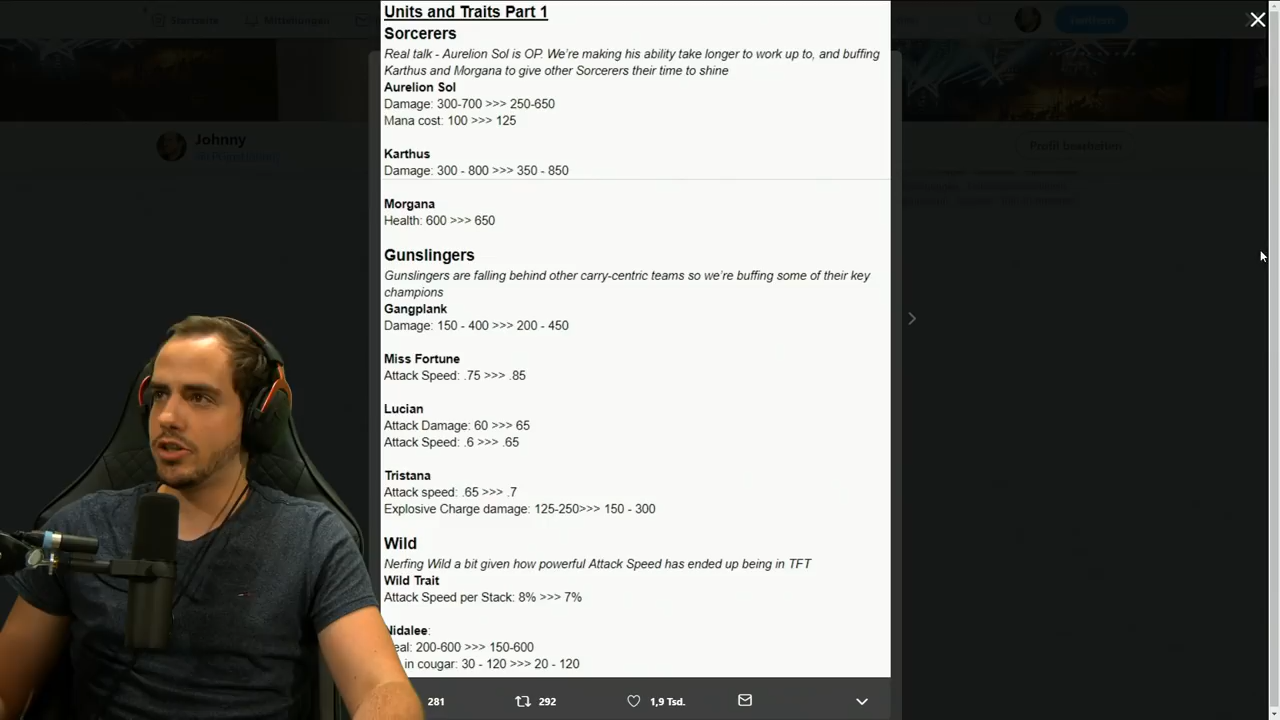 Units and Traits Part 1
Sorcerers
Real talk - Aurelion Sol is OP. We're making his ability take longer to work up to, and buffing
Karthus and Morgana to give other Sorcerers their time to shine
Aurelion Sol
Damage: 300-700 >>> 250-650
Mana cost: 100 >>> 125
Karthus
Damage: 300 - 800 >>> 350 - 850
Morgana
Health: 600 >>> 650
Gunslingers
Gunslingers are falling behind other carry-centric teams so we're buffing some of their key
champions
Gangplank
Damage: 150 - 400 >>> 200 - 450
Miss Fortune
Attack Speed: .75 >>> .85
Lucian
Attack Damage: 60 >>> 65
Attack Speed: .6 >>> .65
Tristana
Attack speed: .65 >>> .7
Explosive Charge damage: 125-250>>> 150 - 300
Wild
Nerfing Wild a bit given how powerful Attack Speed has ended up being in TFT
Wild Trait
Attack Speed per Stack: 8% >>> 7%
Nidalee:
200-600 >>> 150-600
in cougar: 30 - 120 >>> 20 - 120
281 292 1,9 Tsd.
Startseite Mitteilungen
Johnny
Profil bearbeiten